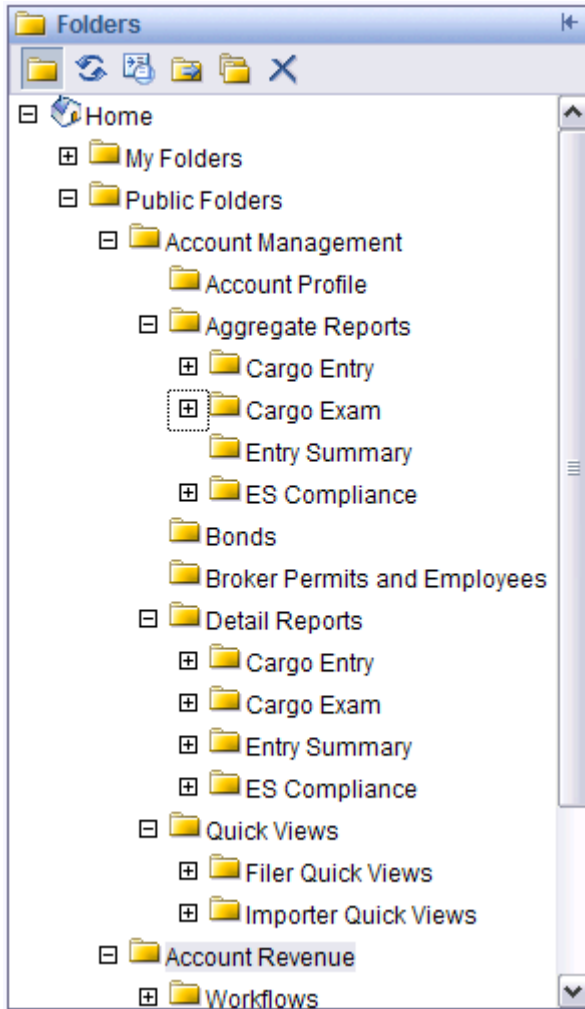 Folders
Home
My Folders
Public Folders
Account Management
Account Profile
Aggregate Reports
Cargo Entry
Cargo Exam
Entry Summary
ES Compliance
Bonds
Broker Permits and Employees
Detail Reports
Cargo Entry
Cargo Exam
Entry Summary
ES Compliance
Quick Views
Filer Quick Views
Importer Quick Views
Account Revenue
Workflows